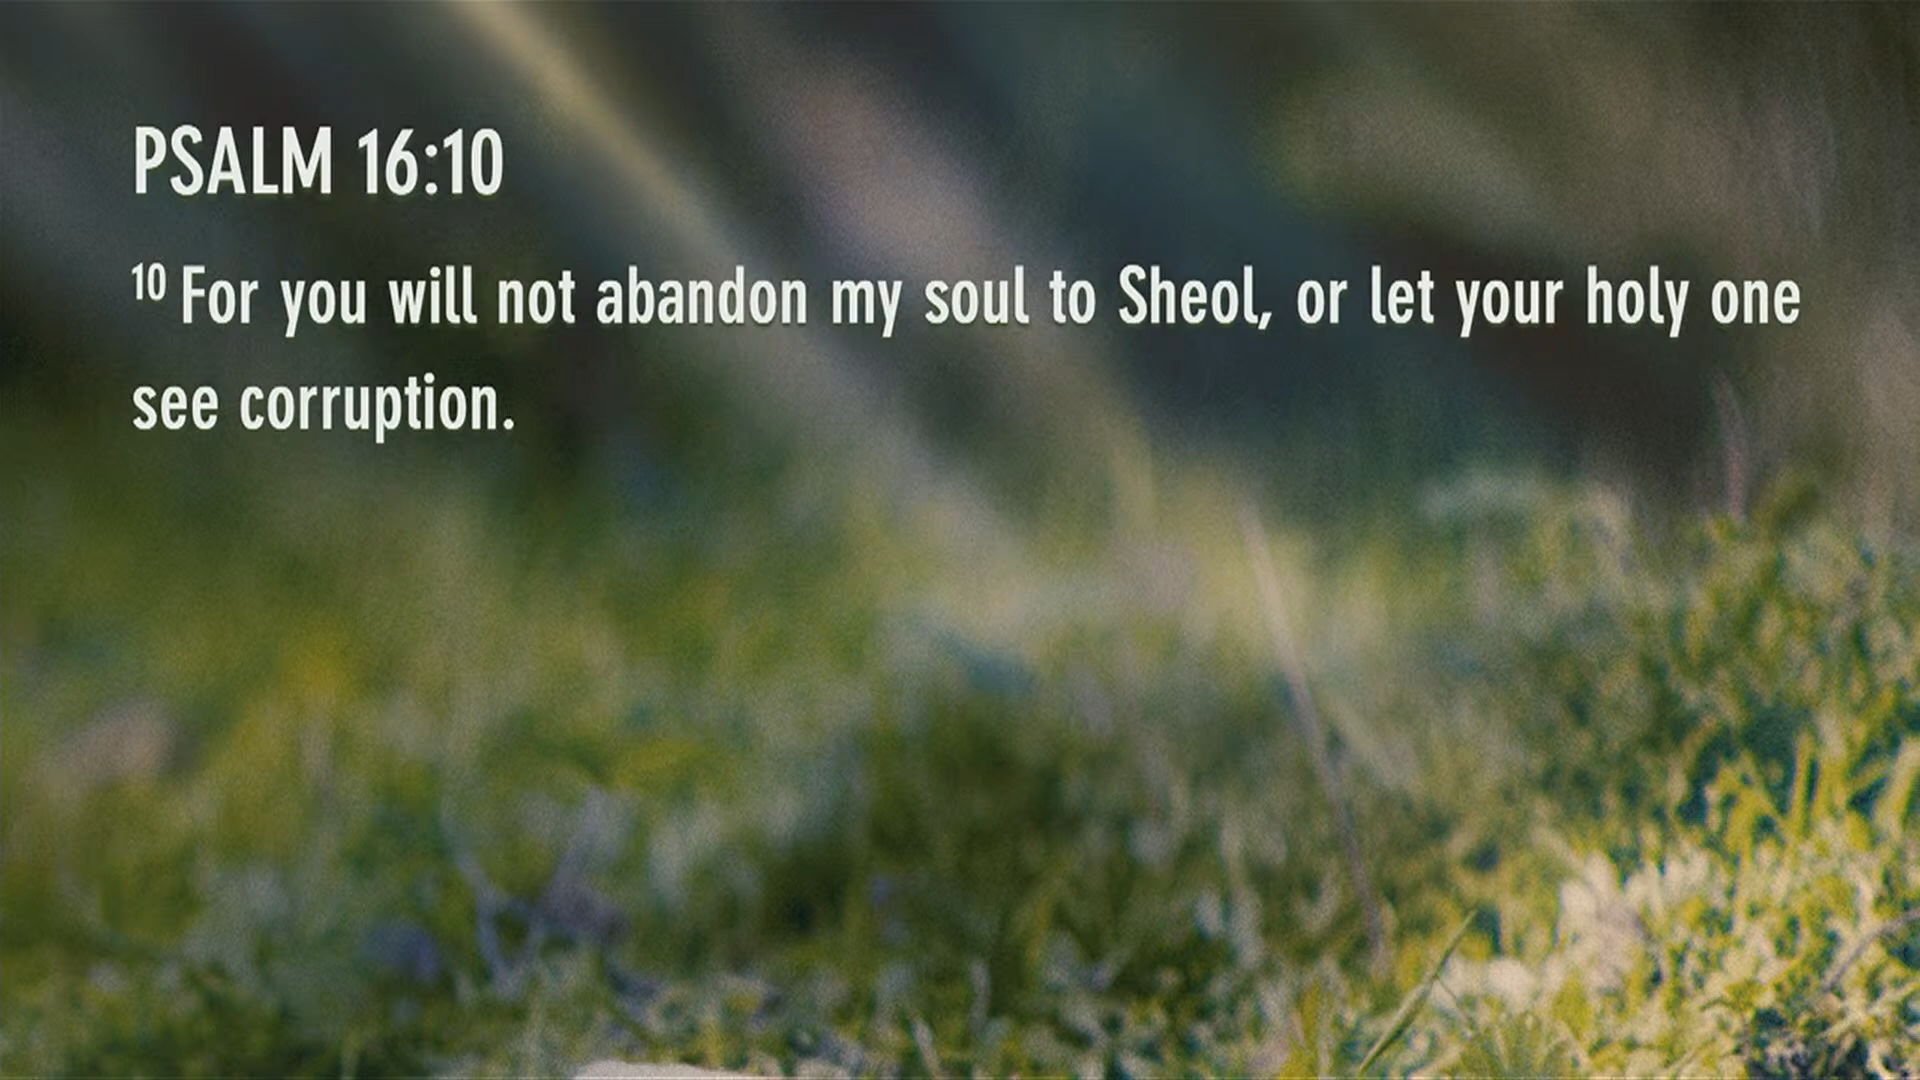 PSALM 16:10
10 For you will not abandon my soul to Sheol, or let your holy one
see corruption.